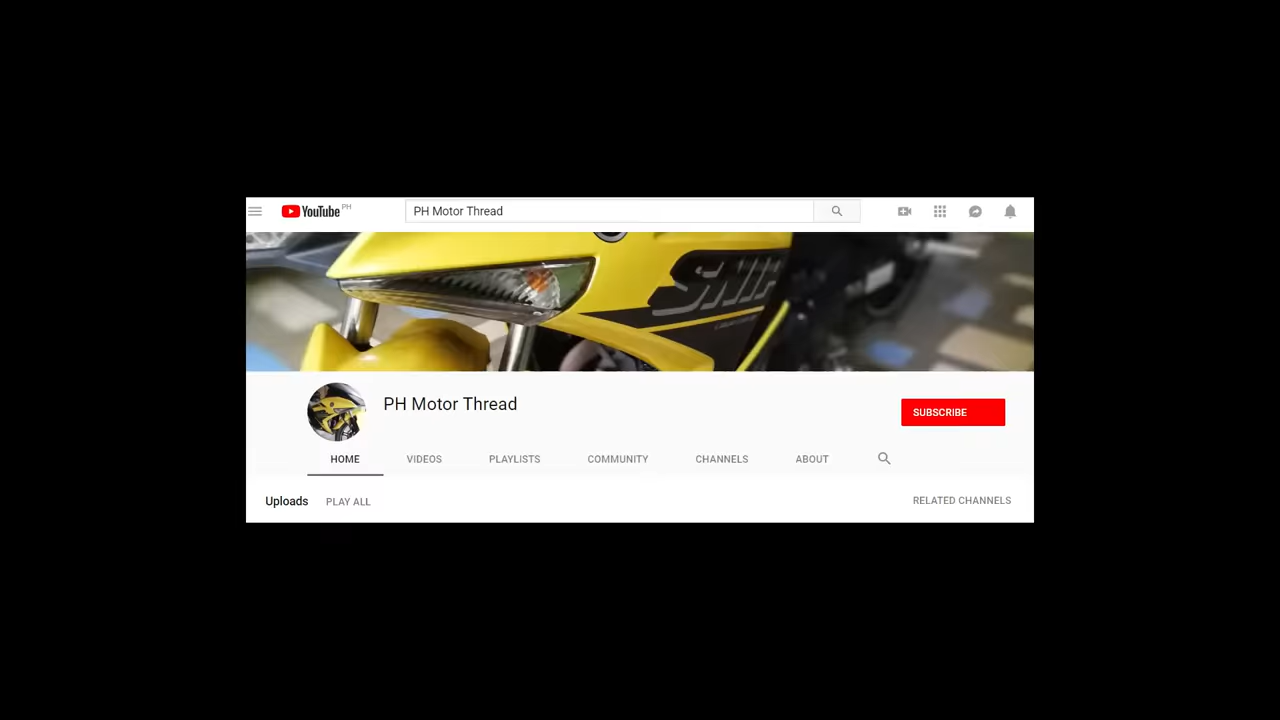 YouTube PH
PH Motor Thread
SNIP
PH Motor Thread
SUBSCRIBE
HOME VIDEOS PLAYLISTS COMMUNITY CHANNELS ABOUT
Uploads PLAY ALL RELATED CHANNELS